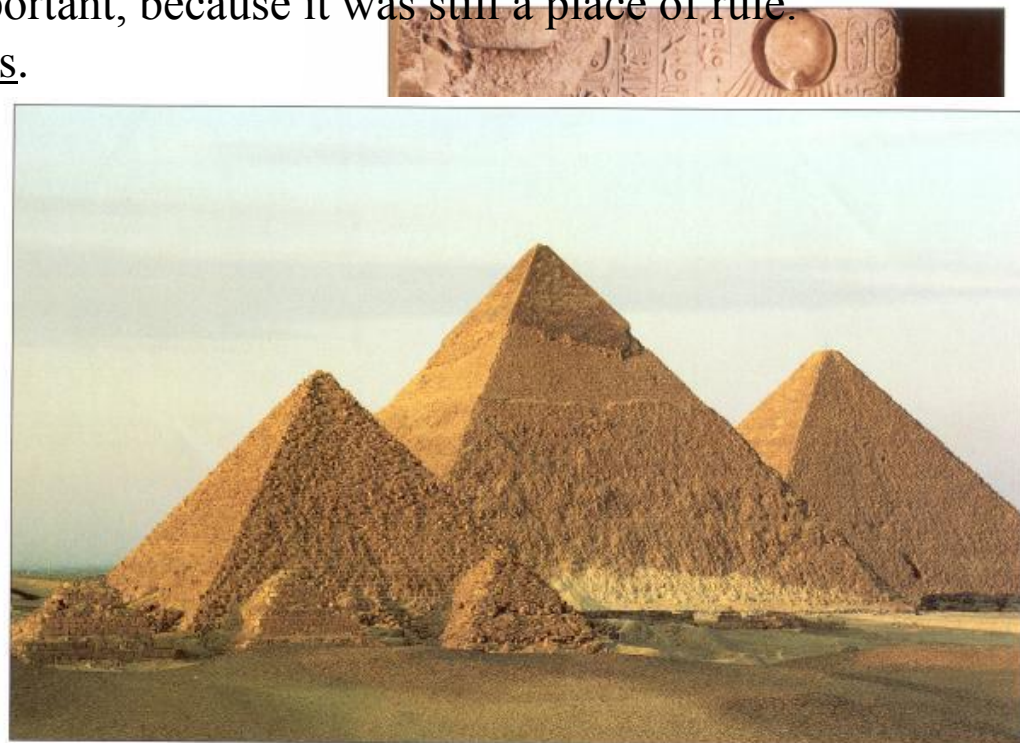 portant, because it was still a place of rule.
s.